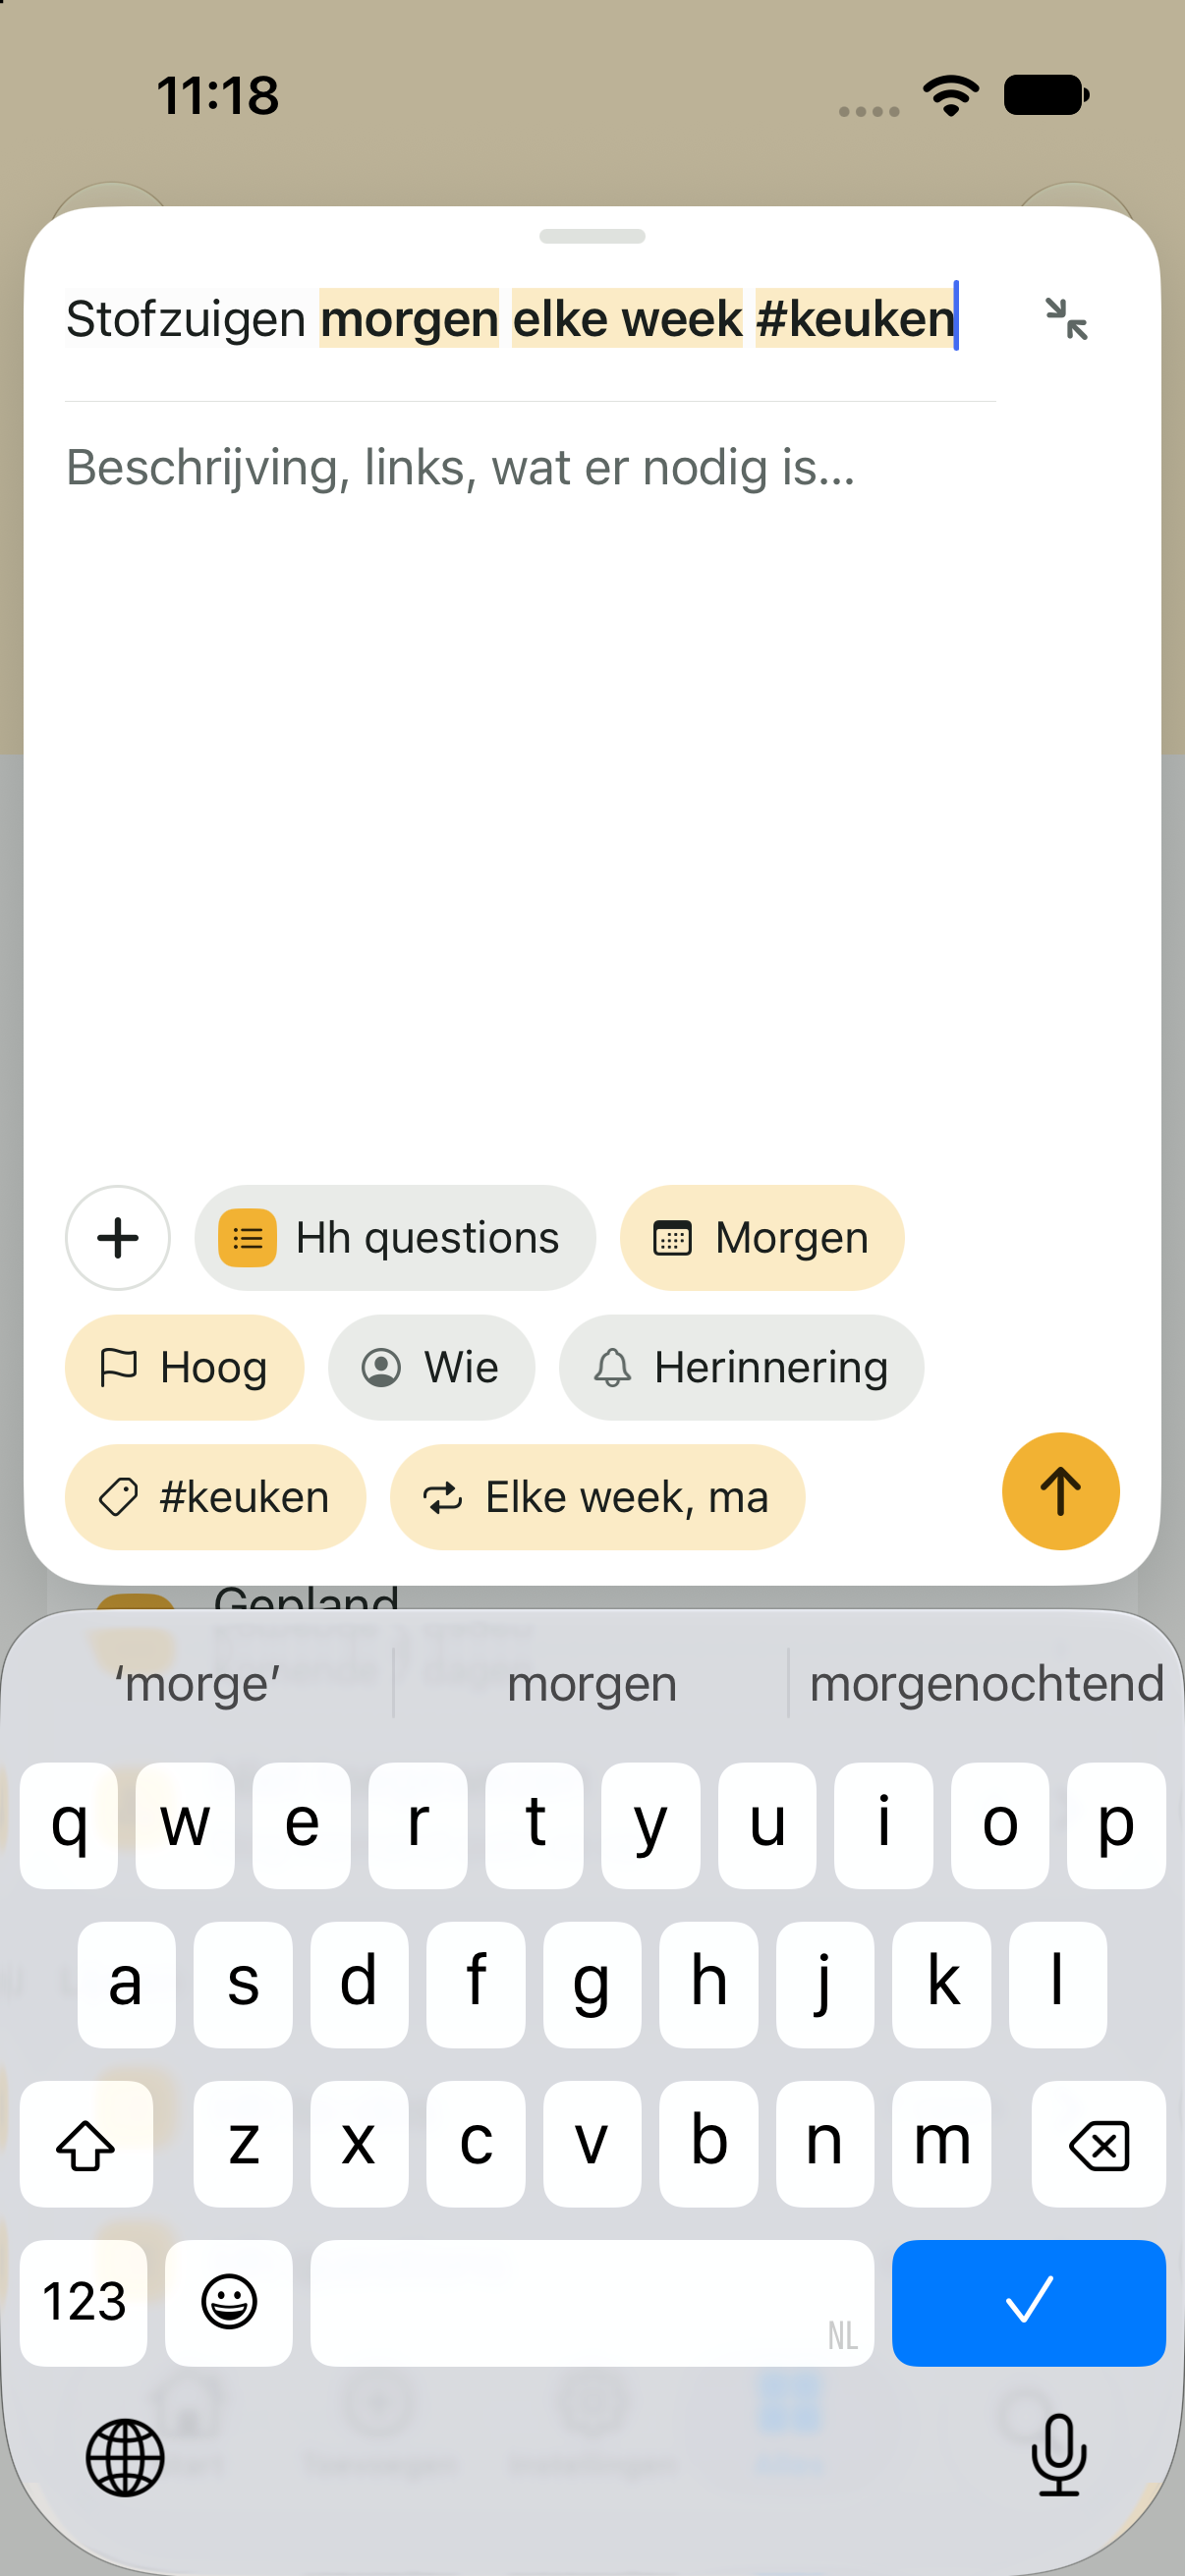 11:18
Stofzuigen morgen elke week #keuken
Beschrijving, links, wat er nodig is...
Hh questions
Morgen
Hoog
Wie
Herinnering
#keuken
Elke week, ma
Gepland
‘morge’
morgen
morgenochtend
q w e r t y u i o p
a s d f g h j k l
z x c v b n m
123
NL